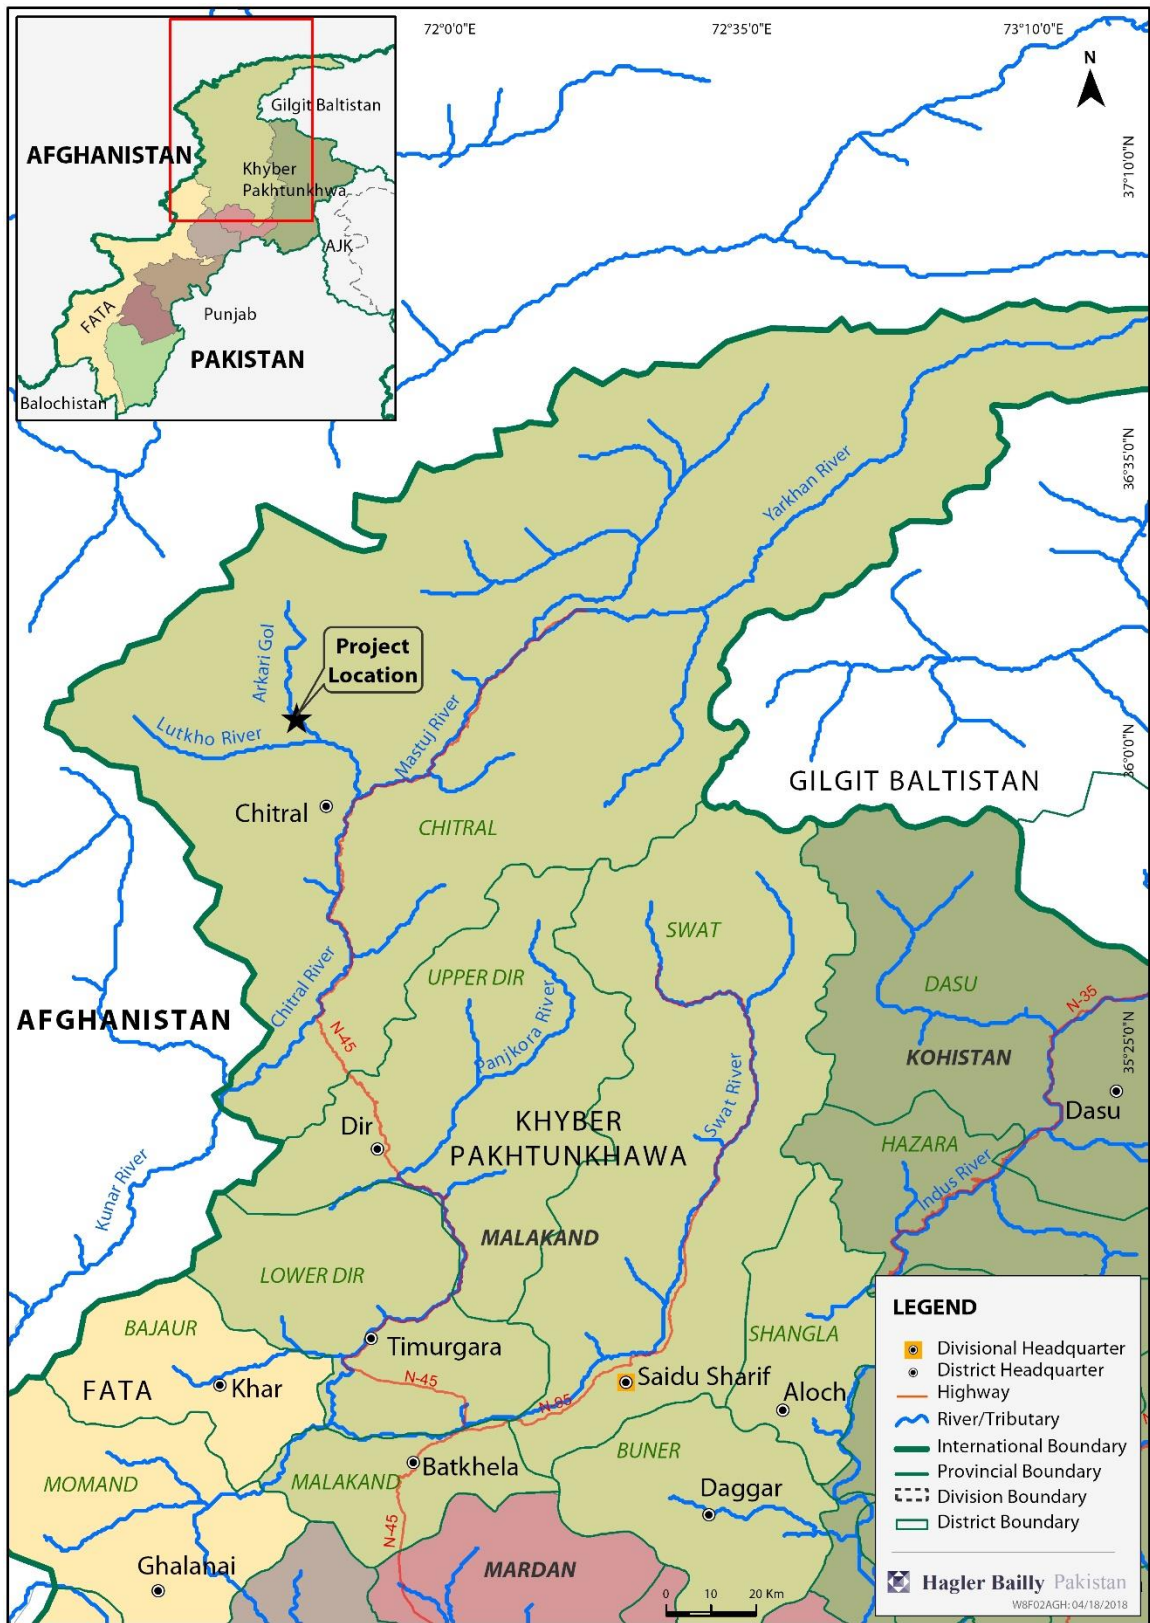 72°0'0"E
72°35'0"E
73°10'0"E
N
Gilgit Baltistan
AFGHANISTAN
Khyber
Pakhtunkhwa
AJK
FATA
Punjab
PAKISTAN
Balochistan
37°10'0"N
36°35'0"N
Yarkhan River
Arkari Gol
Project
Location
Lutkho River
Mastuj River
36°0'0"N
GILGIT BALTISTAN
Chitral
CHITRAL
SWAT
UPPER DIR
DASU
Chitral River
N-35
AFGHANISTAN
N-45
Panjkora River
35°25'0"N
KOHISTAN
Swat River
Dasu
KHYBER
PAKHTUNKHAWA
Dir
HAZARA
Indus River
Kunar River
MALAKAND
LOWER DIR
BAJAUR
SHANGLA
Timurgara
FATA
Khar
N-45
Saidu Sharif
Aloch
N-95
BUNER
MOMAND
MALAKAND
Batkhela
Daggar
N-45
Ghalanai
MARDAN
0 10 20 Km
LEGEND
Divisional Headquarter
District Headquarter
Highway
River/Tributary
International Boundary
Provincial Boundary
Division Boundary
District Boundary
Hagler Bailly Pakistan
W8F02AGH: 04/18/2018